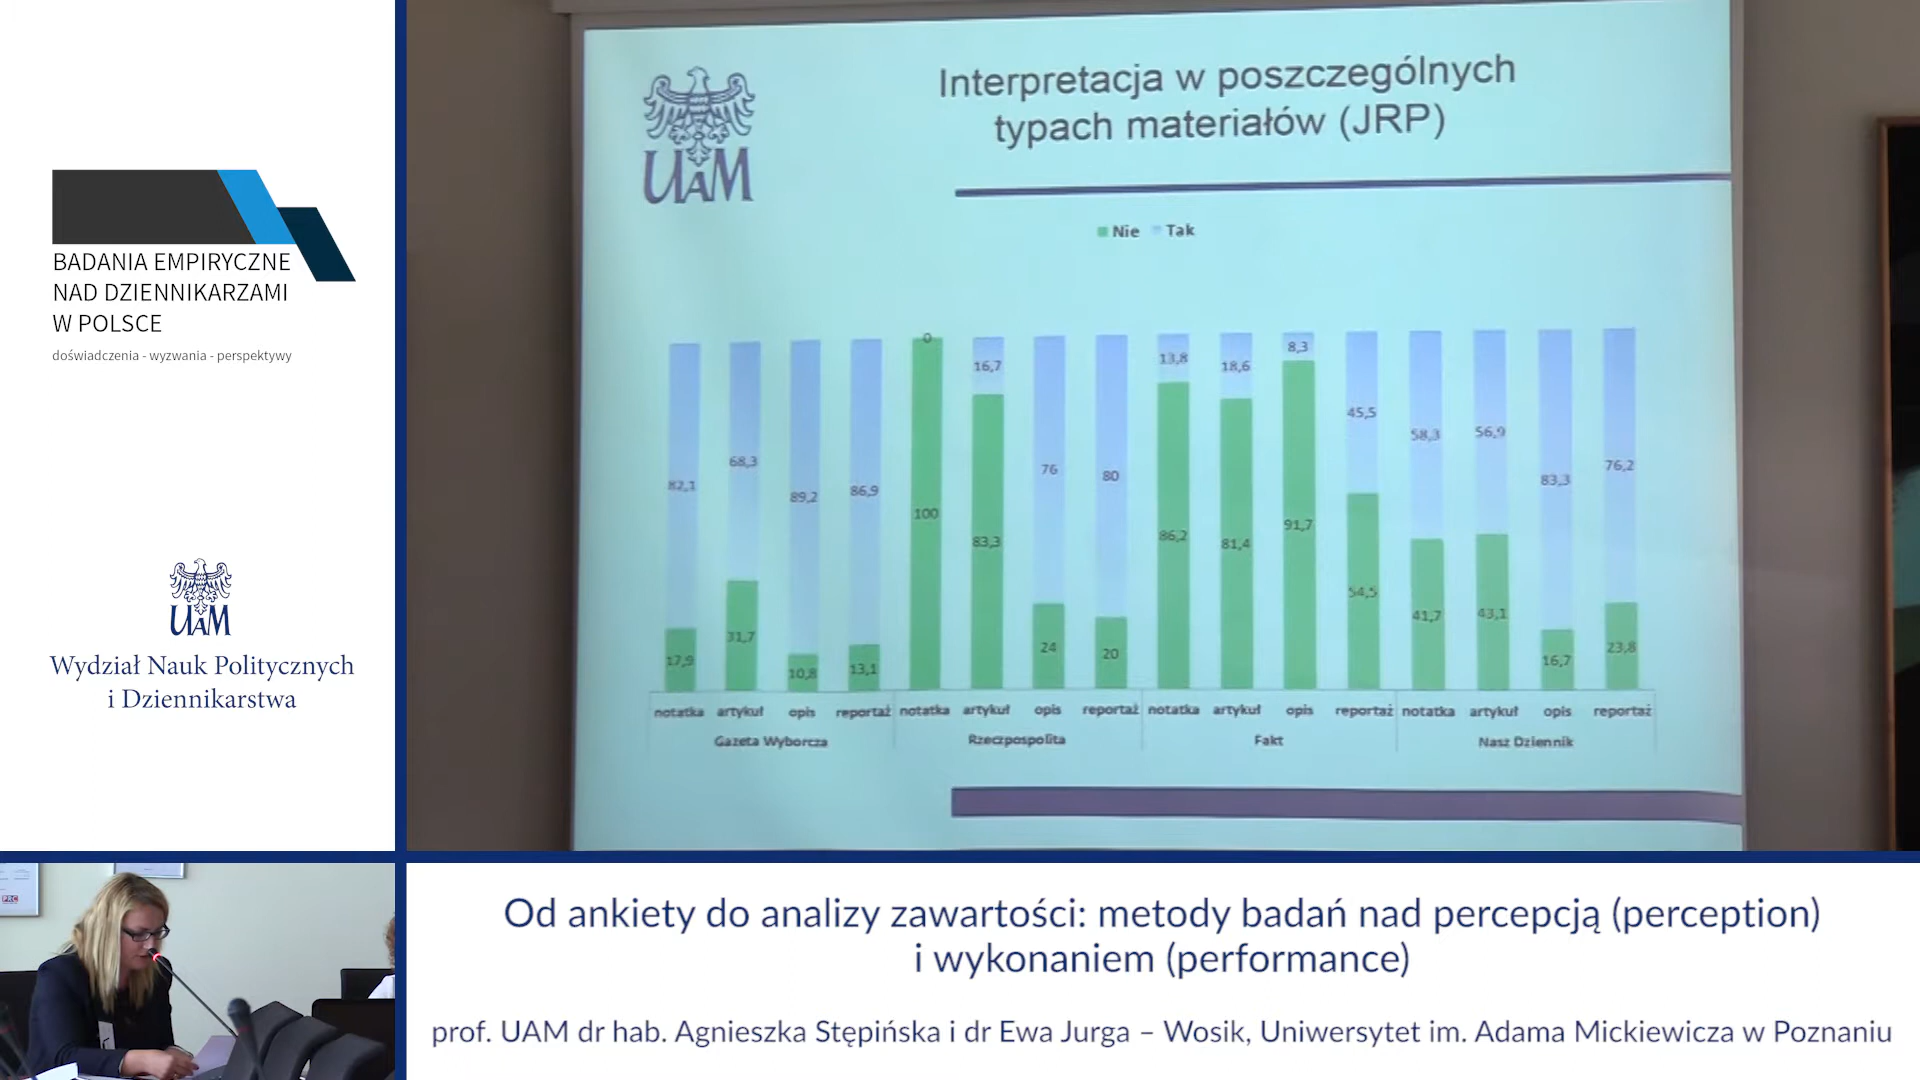 BADANIA EMPIRYCZNE
NAD DZIENNIKARZAMI
W POLSCE
doświadczenia - wyzwania - perspektywy
UAM
Wydział Nauk Politycznych
i Dziennikarstwa
UAM
Interpretacja w poszczególnych
typach materiałów (JRP)
Nie Tak
82,1 68,3 89,2 86,9 0 16,7 76 80 13,8 18,6 8,3 45,5 58,3 56,9 83,3 76,2
17,9 31,7 10,8 13,1 100 83,3 24 20 86,2 81,4 91,7 54,5 41,7 43,1 16,7 23,8
notatka artykuł opis reportaż notatka artykuł opis reportaż notatka artykuł opis reportaż notatka artykuł opis reportaż
Gazeta Wyborcza Rzeczpospolita Fakt Nasz Dziennik
PRC
Od ankiety do analizy zawartości: metody badań nad percepcją (perception)
i wykonaniem (performance)
prof. UAM dr hab. Agnieszka Stępińska i dr Ewa Jurga – Wosik, Uniwersytet im. Adama Mickiewicza w Poznaniu